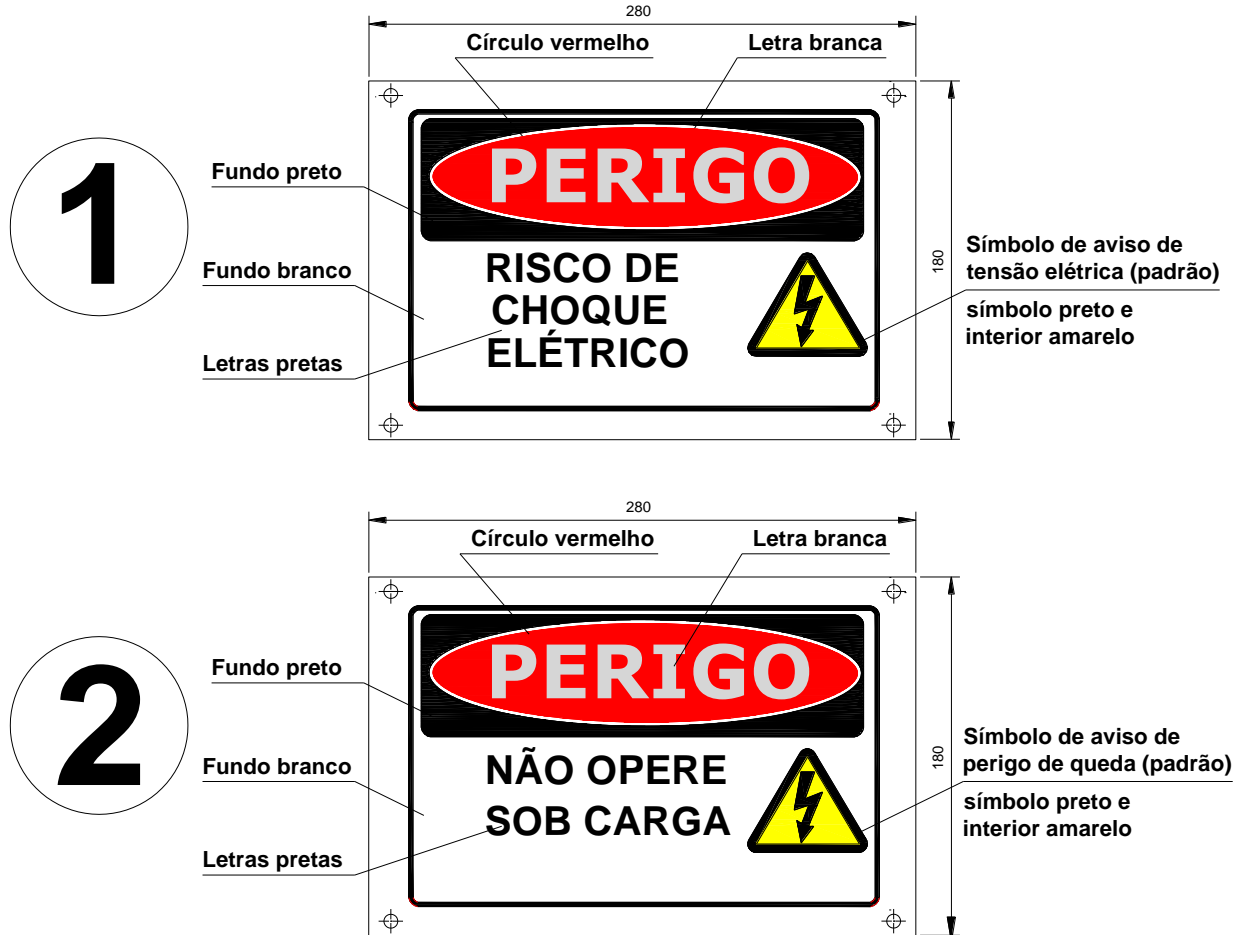 280
Círculo vermelho
Letra branca
1
Fundo preto
Fundo branco
Letras pretas
PERIGO
RISCO DE
CHOQUE
ELÉTRICO
180
Símbolo de aviso de
tensão elétrica (padrão)
símbolo preto e
interior amarelo
280
Círculo vermelho
Letra branca
2
Fundo preto
Fundo branco
Letras pretas
PERIGO
NÃO OPERE
SOB CARGA
180
Símbolo de aviso de
perigo de queda (padrão)
símbolo preto e
interior amarelo